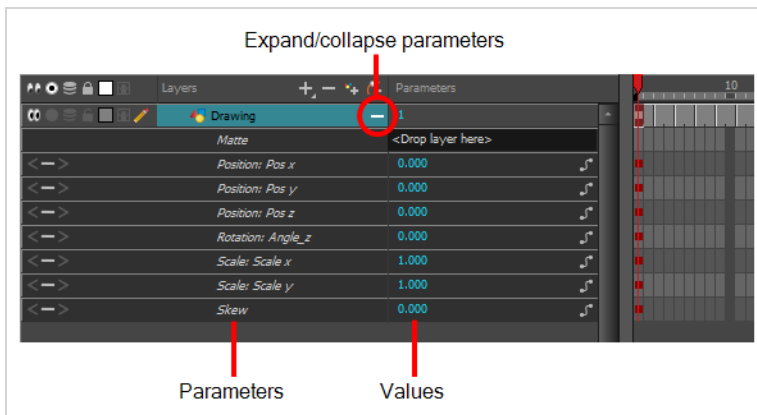 Expand/collapse parameters
Layers Parameters 10
Drawing 1
Matte <Drop layer here>
Position: Pos x 0.000
Position: Pos y 0.000
Position: Pos z 0.000
Rotation: Angle_z 0.000
Scale: Scale x 1.000
Scale: Scale y 1.000
Skew 0.000
Parameters Values